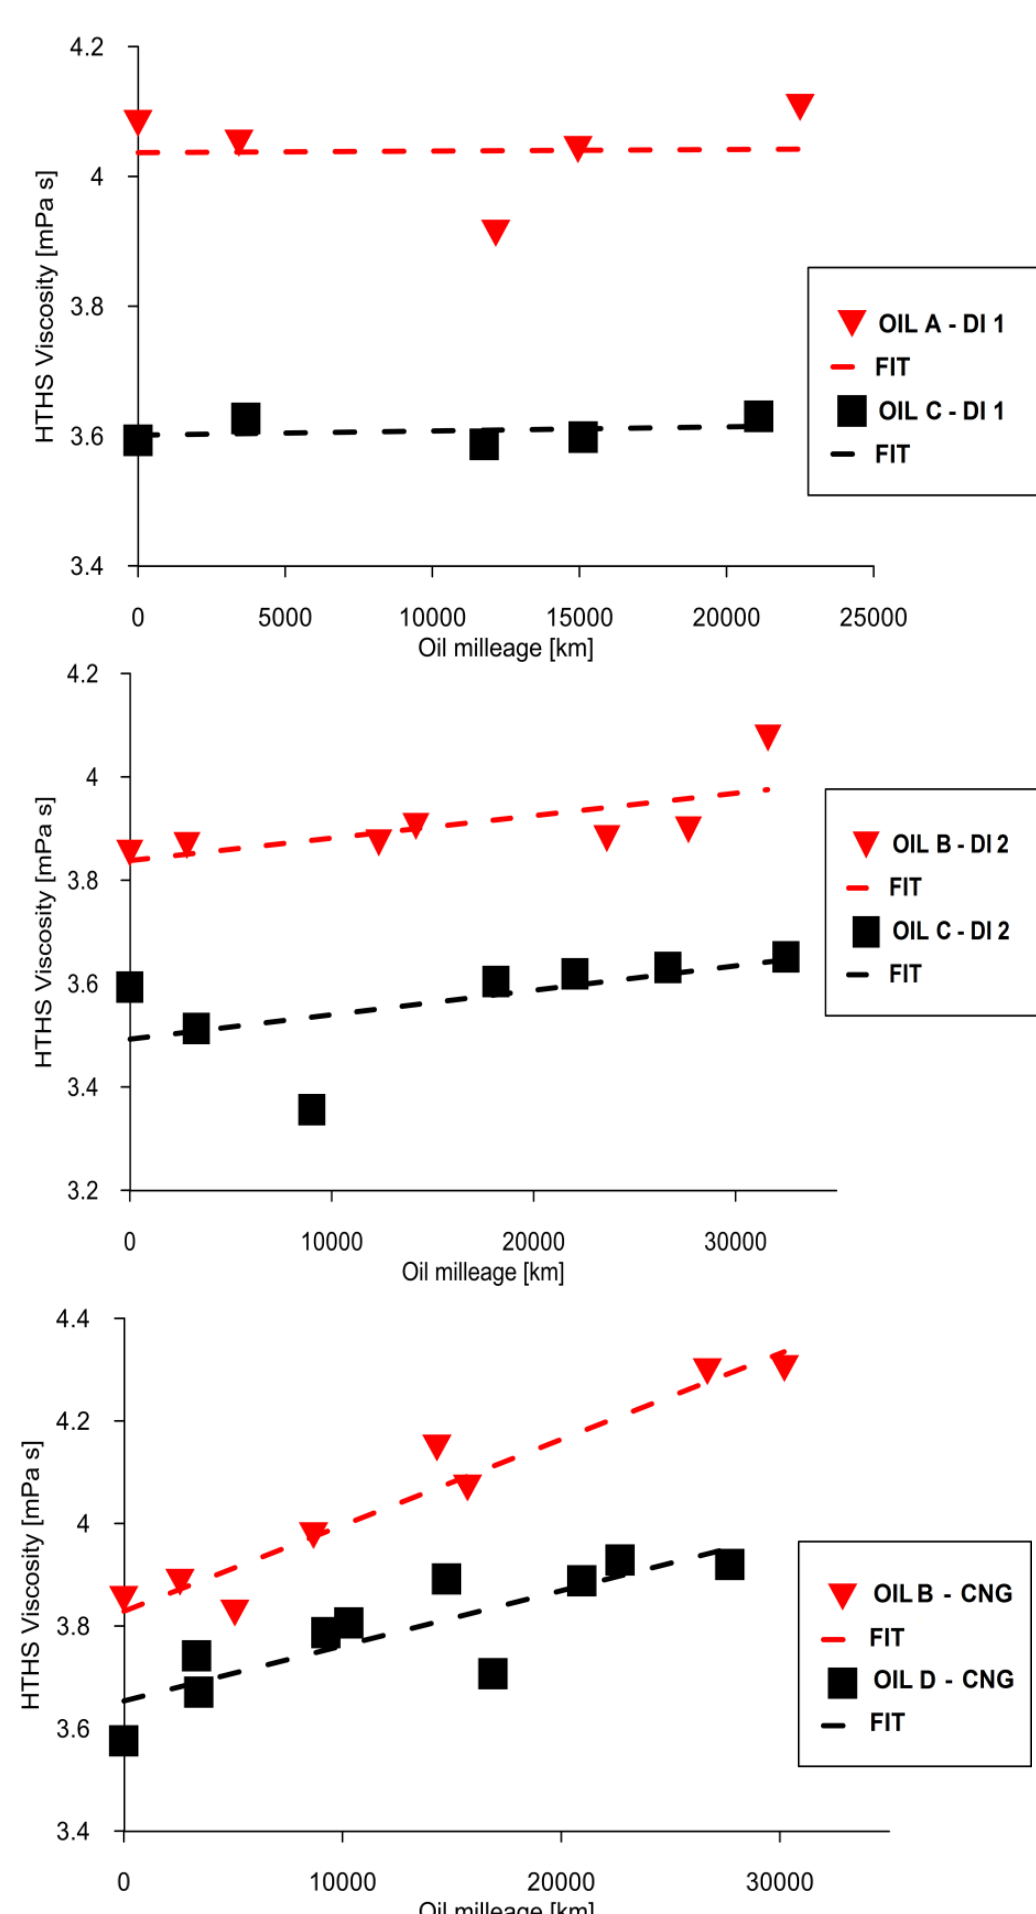 4.2
4
3.8
3.6
3.4
HTHS Viscosity [mPa s]
0 5000 10000 15000 20000 25000
Oil milleage [km]
OIL A - DI 1
FIT
OIL C - DI 1
FIT
4.2
4
3.8
3.6
3.4
3.2
HTHS Viscosity [mPa s]
0 10000 20000 30000
Oil milleage [km]
OIL B - DI 2
FIT
OIL C - DI 2
FIT
4.4
4.2
4
3.8
3.6
3.4
HTHS Viscosity [mPa s]
0 10000 20000 30000
Oil milleage [km]
OIL B - CNG
FIT
OIL D - CNG
FIT